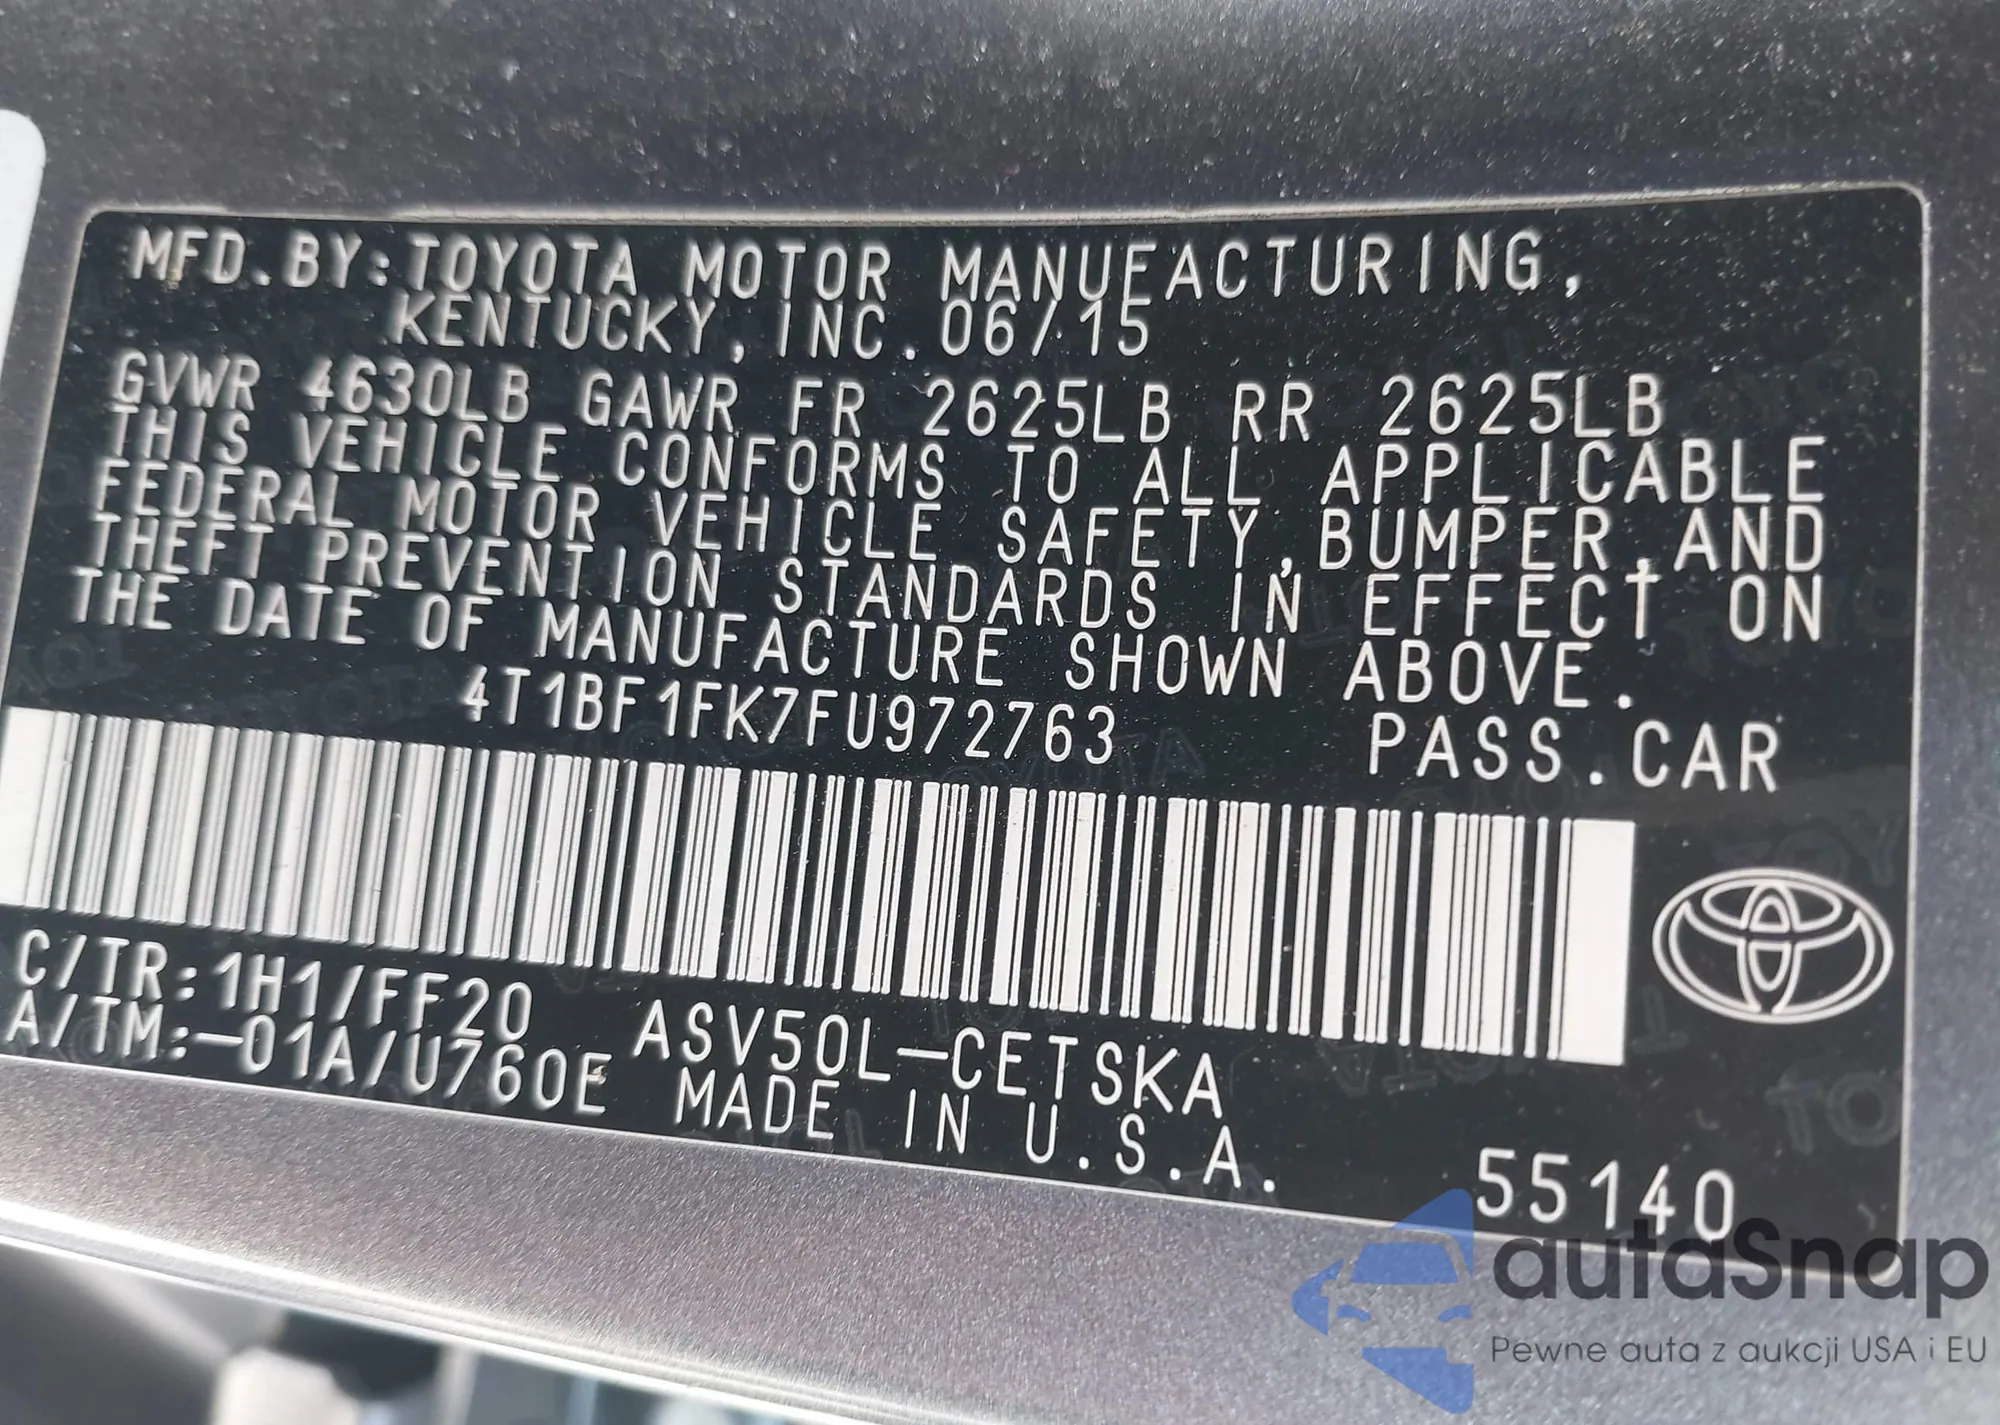 MFD.BY:TOYOTA MOTOR MANUFACTURING,
KENTUCKY, INC. 06/15
GVWR 4630LB GAWR FR 2625LB RR 2625LB
THIS VEHICLE CONFORMS TO ALL APPLICABLE
FEDERAL MOTOR VEHICLE SAFETY,BUMPER,AND
THEFT PREVENTION STANDARDS IN EFFECT ON
THE DATE OF MANUFACTURE SHOWN ABOVE.
4T1BF1FK7FU972763 PASS.CAR
C/TR:1H1/FF20 ASV50L-CETSKA
A/TM:-01A/U760E MADE IN U.S.A.
55140
autaSnap
Pewne auta z aukcji USA i EU